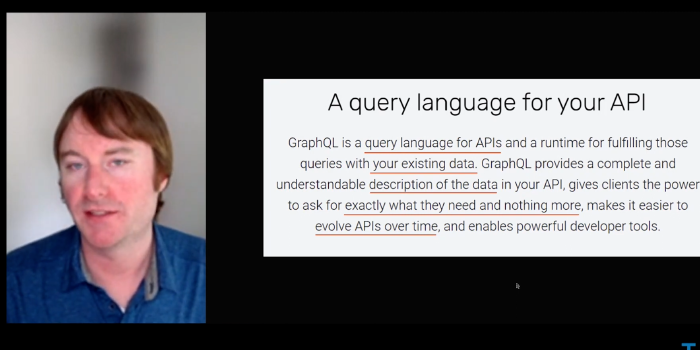 A query language for your API
GraphQL is a query language for APIs and a runtime for fulfilling those
queries with your existing data. GraphQL provides a complete and
understandable description of the data in your API, gives clients the power
to ask for exactly what they need and nothing more, makes it easier to
evolve APIs over time, and enables powerful developer tools.